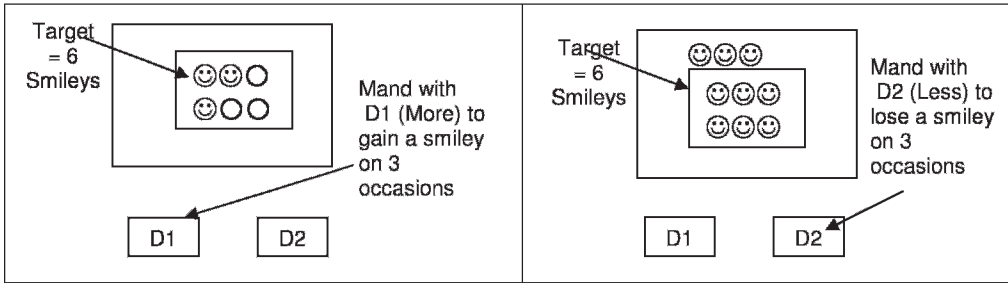 Target
= 6
Smileys
Mand with
D1 (More) to
gain a smiley
on 3
occasions
D1
D2
Target
= 6
Smileys
Mand with
D2 (Less) to
lose a smiley
on 3
occasions
D1
D2